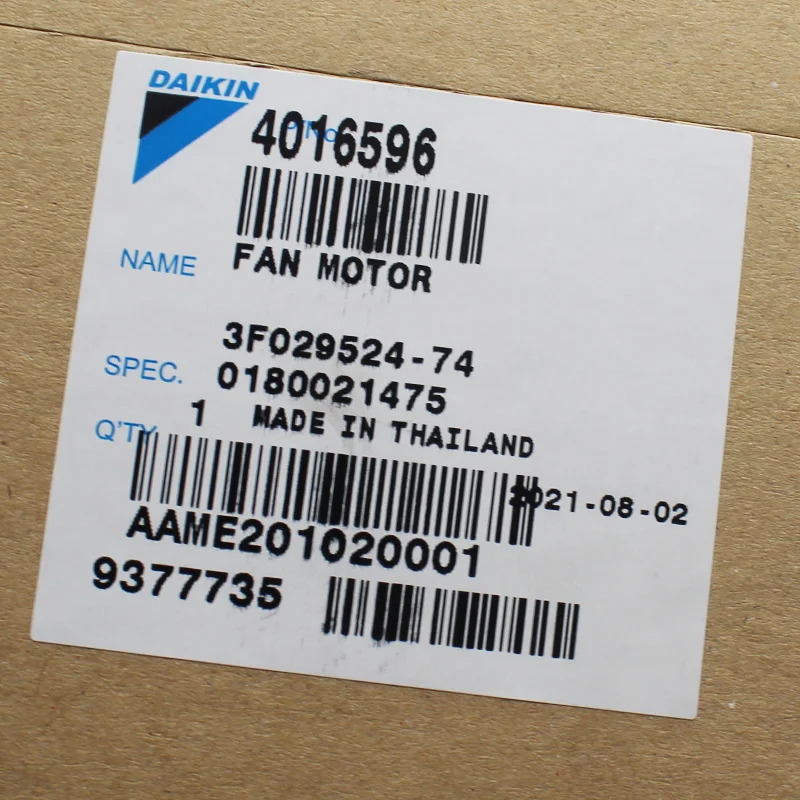 DAIKIN
P/No.
4016596
NAME FAN MOTOR
3F029524-74
SPEC. 0180021475
Q'TY 1 MADE IN THAILAND
2021-08-02
AAME201020001
9377735